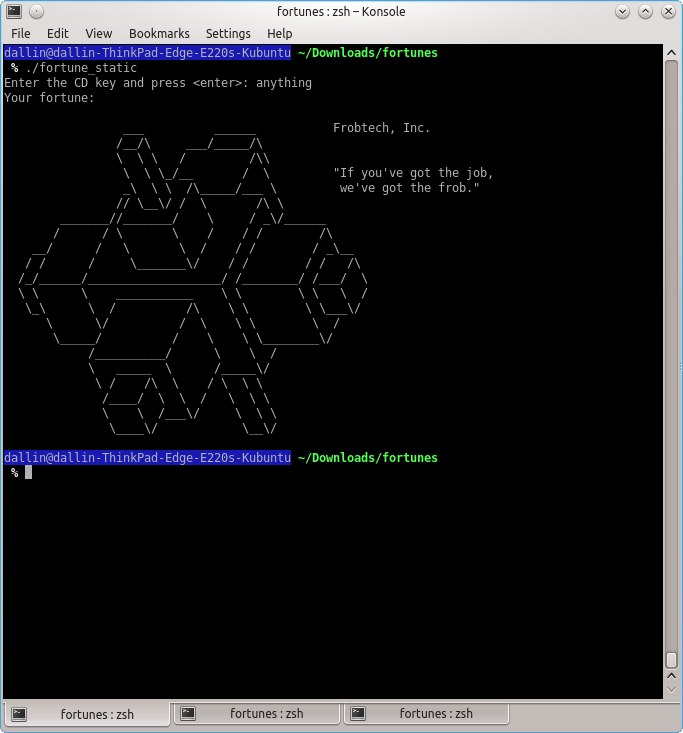 fortunes : zsh – Konsole
File Edit View Bookmarks Settings Help
dallin@dallin-ThinkPad-Edge-E220s-Kubuntu ~/Downloads/fortunes
% ./fortune_static
Enter the CD key and press <enter>: anything
Your fortune:
Frobtech, Inc.
"If you've got the job,
we've got the frob."
dallin@dallin-ThinkPad-Edge-E220s-Kubuntu ~/Downloads/fortunes
%
fortunes : zsh fortunes : zsh fortunes : zsh